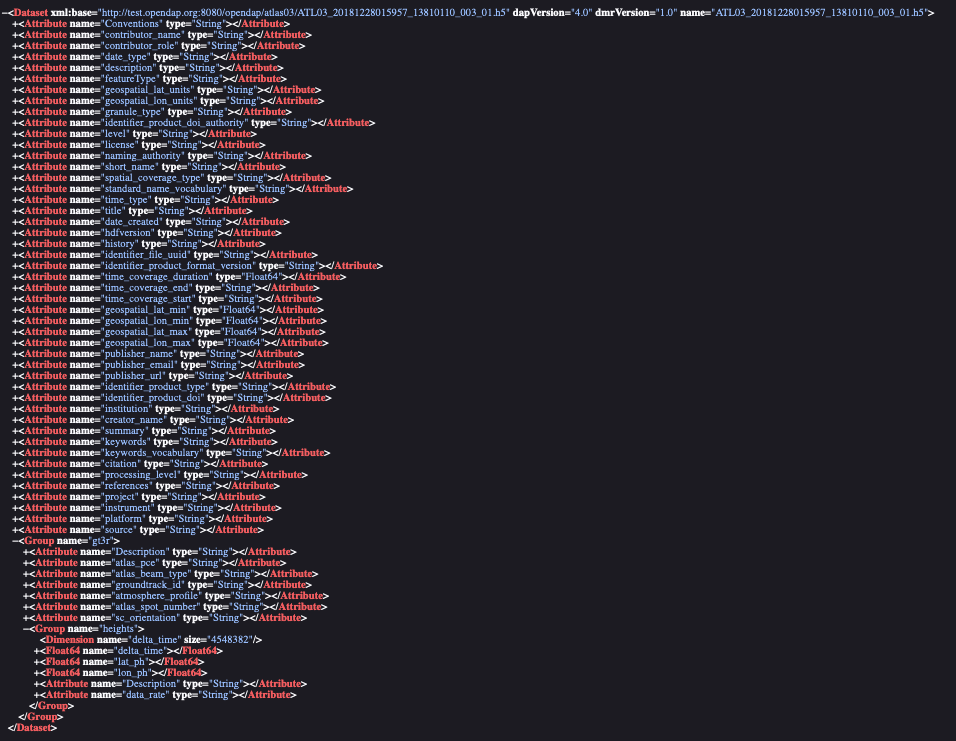 −<Dataset xml:base="http://test.opendap.org:8080/opendap/atlas03/ATL03_20181228015957_13810110_003_01.h5" dapVersion="4.0" dmrVersion="1.0" name="ATL03_20181228015957_13810110_003_01.h5">
+<Attribute name="Conventions" type="String"></Attribute>
+<Attribute name="contributor_name" type="String"></Attribute>
+<Attribute name="contributor_role" type="String"></Attribute>
+<Attribute name="date_type" type="String"></Attribute>
+<Attribute name="description" type="String"></Attribute>
+<Attribute name="featureType" type="String"></Attribute>
+<Attribute name="geospatial_lat_units" type="String"></Attribute>
+<Attribute name="geospatial_lon_units" type="String"></Attribute>
+<Attribute name="granule_type" type="String"></Attribute>
+<Attribute name="identifier_product_doi_authority" type="String"></Attribute>
+<Attribute name="level" type="String"></Attribute>
+<Attribute name="license" type="String"></Attribute>
+<Attribute name="naming_authority" type="String"></Attribute>
+<Attribute name="short_name" type="String"></Attribute>
+<Attribute name="spatial_coverage_type" type="String"></Attribute>
+<Attribute name="standard_name_vocabulary" type="String"></Attribute>
+<Attribute name="time_type" type="String"></Attribute>
+<Attribute name="title" type="String"></Attribute>
+<Attribute name="date_created" type="String"></Attribute>
+<Attribute name="hdfversion" type="String"></Attribute>
+<Attribute name="history" type="String"></Attribute>
+<Attribute name="identifier_file_uuid" type="String"></Attribute>
+<Attribute name="identifier_product_format_version" type="String"></Attribute>
+<Attribute name="time_coverage_duration" type="Float64"></Attribute>
+<Attribute name="time_coverage_end" type="String"></Attribute>
+<Attribute name="time_coverage_start" type="String"></Attribute>
+<Attribute name="geospatial_lat_min" type="Float64"></Attribute>
+<Attribute name="geospatial_lon_min" type="Float64"></Attribute>
+<Attribute name="geospatial_lat_max" type="Float64"></Attribute>
+<Attribute name="geospatial_lon_max" type="Float64"></Attribute>
+<Attribute name="publisher_name" type="String"></Attribute>
+<Attribute name="publisher_email" type="String"></Attribute>
+<Attribute name="publisher_url" type="String"></Attribute>
+<Attribute name="identifier_product_type" type="String"></Attribute>
+<Attribute name="identifier_product_doi" type="String"></Attribute>
+<Attribute name="institution" type="String"></Attribute>
+<Attribute name="creator_name" type="String"></Attribute>
+<Attribute name="summary" type="String"></Attribute>
+<Attribute name="keywords" type="String"></Attribute>
+<Attribute name="keywords_vocabulary" type="String"></Attribute>
+<Attribute name="citation" type="String"></Attribute>
+<Attribute name="processing_level" type="String"></Attribute>
+<Attribute name="references" type="String"></Attribute>
+<Attribute name="project" type="String"></Attribute>
+<Attribute name="instrument" type="String"></Attribute>
+<Attribute name="platform" type="String"></Attribute>
+<Attribute name="source" type="String"></Attribute>
−<Group name="gt3r">
+<Attribute name="Description" type="String"></Attribute>
+<Attribute name="atlas_pce" type="String"></Attribute>
+<Attribute name="atlas_beam_type" type="String"></Attribute>
+<Attribute name="groundtrack_id" type="String"></Attribute>
+<Attribute name="atmosphere_profile" type="String"></Attribute>
+<Attribute name="atlas_spot_number" type="String"></Attribute>
+<Attribute name="sc_orientation" type="String"></Attribute>
−<Group name="heights">
<Dimension name="delta_time" size="4548382"/>
+<Float64 name="delta_time"></Float64>
+<Float64 name="lat_ph"></Float64>
+<Float64 name="lon_ph"></Float64>
+<Attribute name="Description" type="String"></Attribute>
+<Attribute name="data_rate" type="String"></Attribute>
</Group>
</Group>
</Dataset>